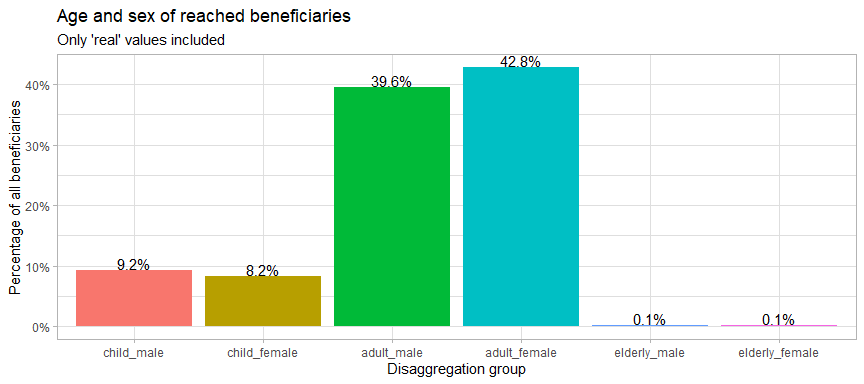 Age and sex of reached beneficiaries
Only 'real' values included
Percentage of all beneficiaries
40%
30%
20%
10%
0%
9.2%
8.2%
39.6%
42.8%
0.1%
0.1%
child_male
child_female
adult_male
adult_female
elderly_male
elderly_female
Disaggregation group